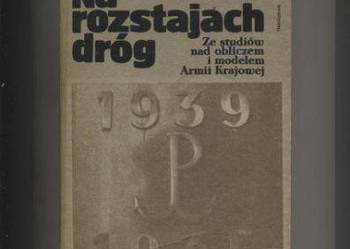 Na
rozstajach
dróg
Ze studiów
nad obliczem
i modelem
Armii Krajowej
1939